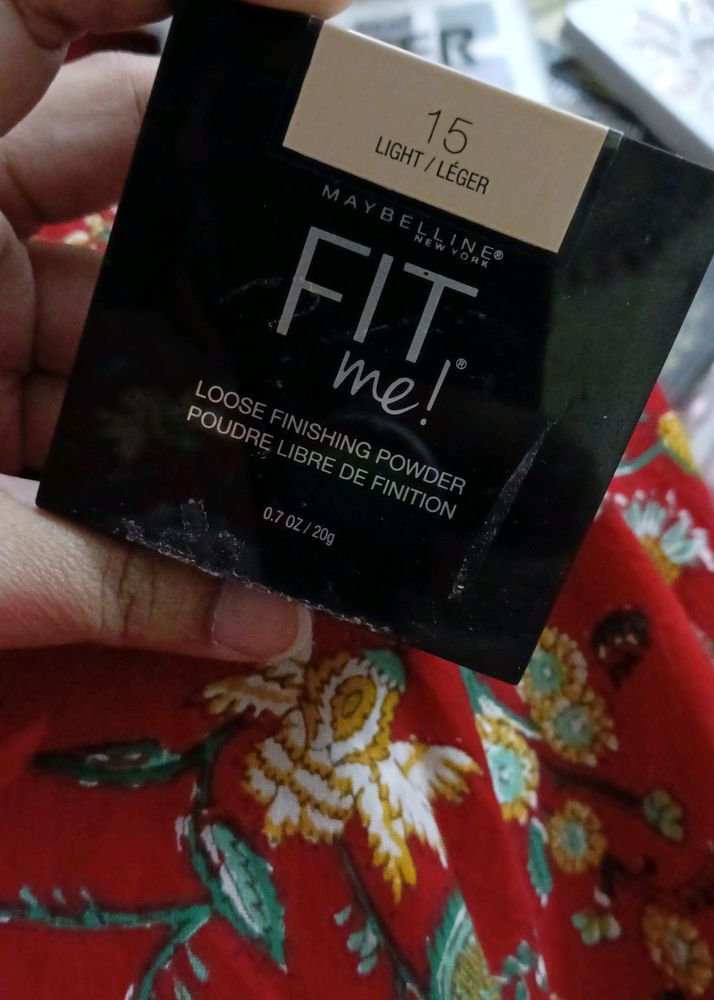 ER
15
LIGHT / LÉGER
MAYBELLINE®
NEW YORK
FIT
me!®
LOOSE FINISHING POWDER
POUDRE LIBRE DE FINITION
0.7 OZ / 20g